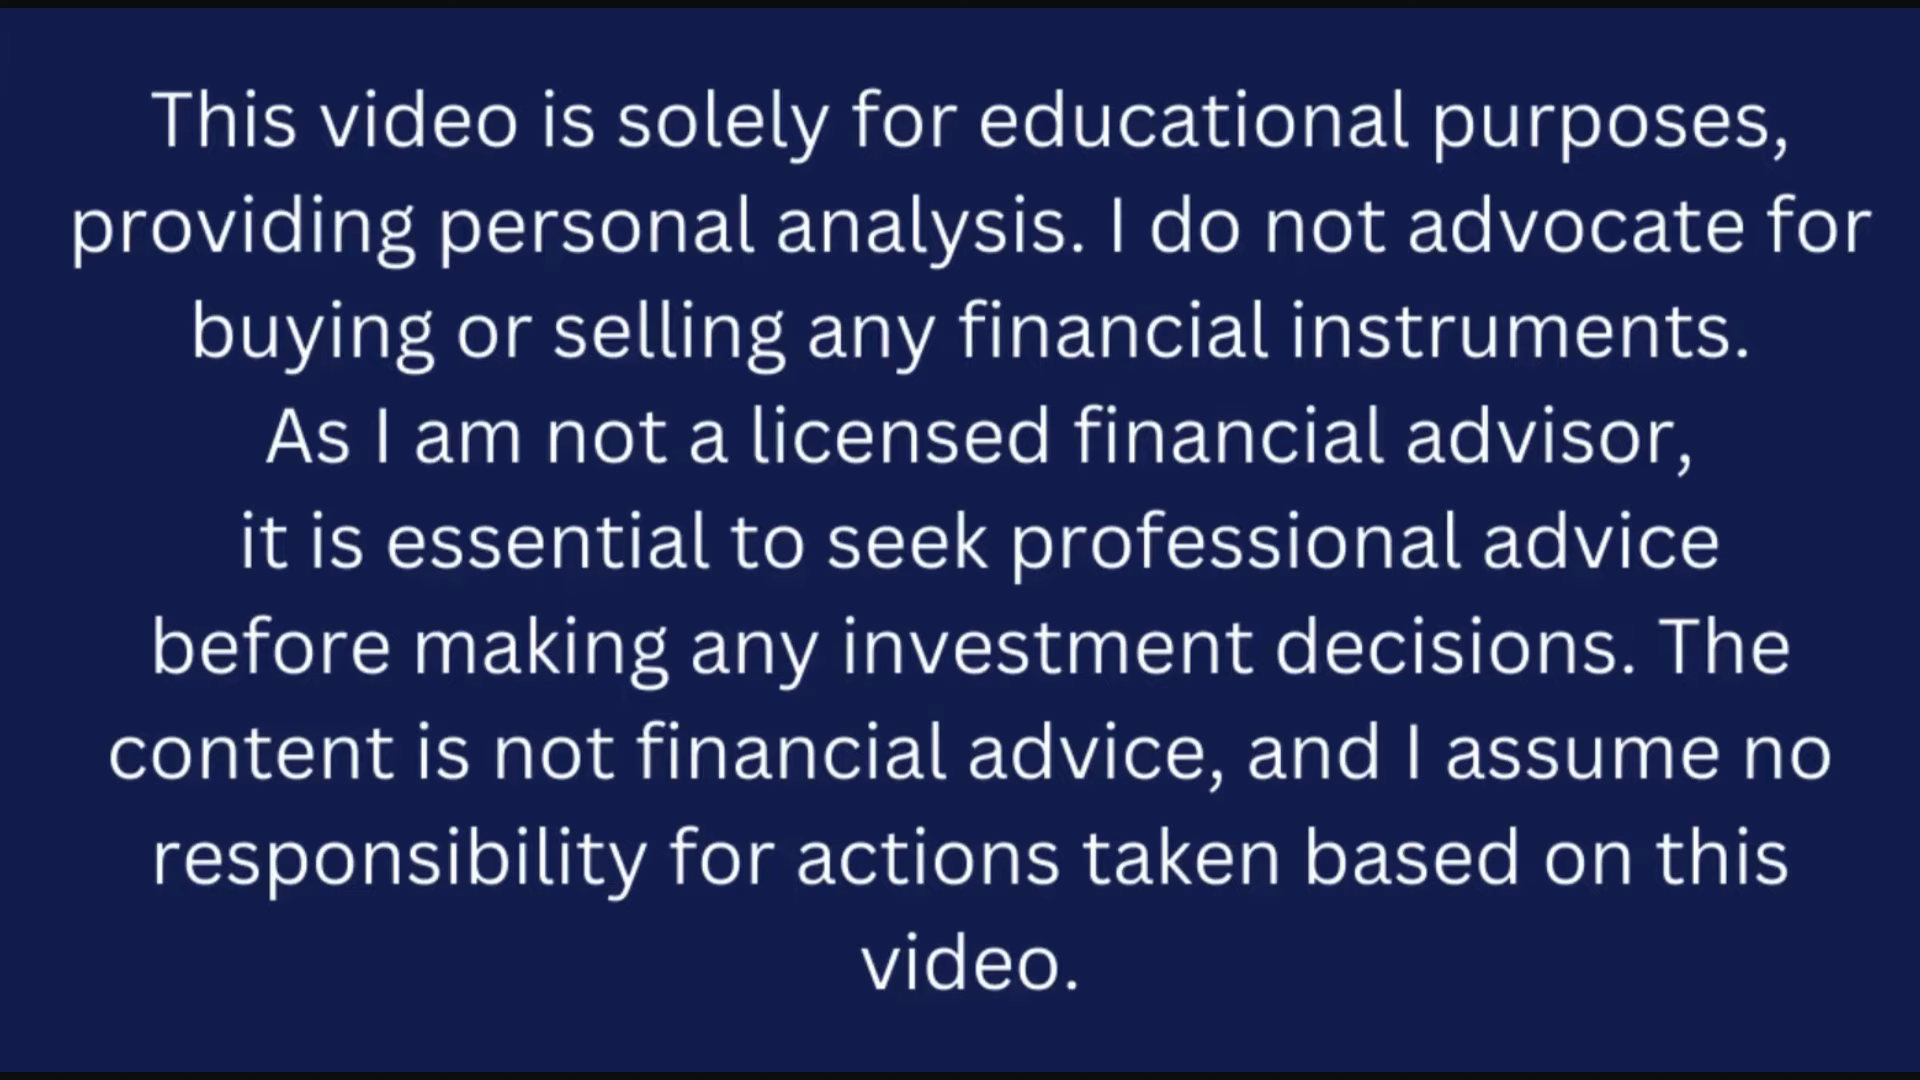 This video is solely for educational purposes,
providing personal analysis. I do not advocate for
buying or selling any financial instruments.
As I am not a licensed financial advisor,
it is essential to seek professional advice
before making any investment decisions. The
content is not financial advice, and I assume no
responsibility for actions taken based on this
video.